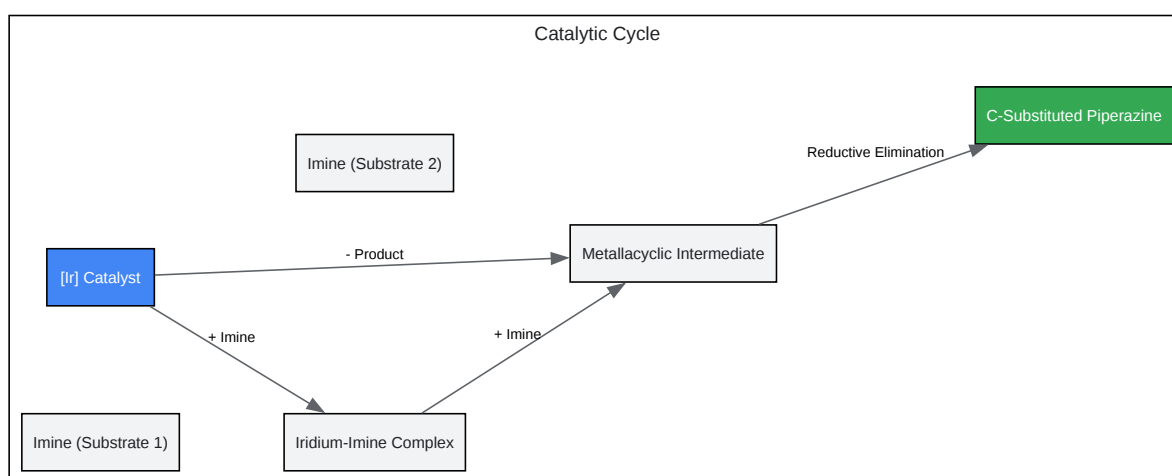 Catalytic Cycle
C-Substituted Piperazine
Reductive Elimination
Imine (Substrate 2)
- Product
Metallacyclic Intermediate
[Ir] Catalyst
+ Imine
+ Imine
Imine (Substrate 1)
Iridium-Imine Complex